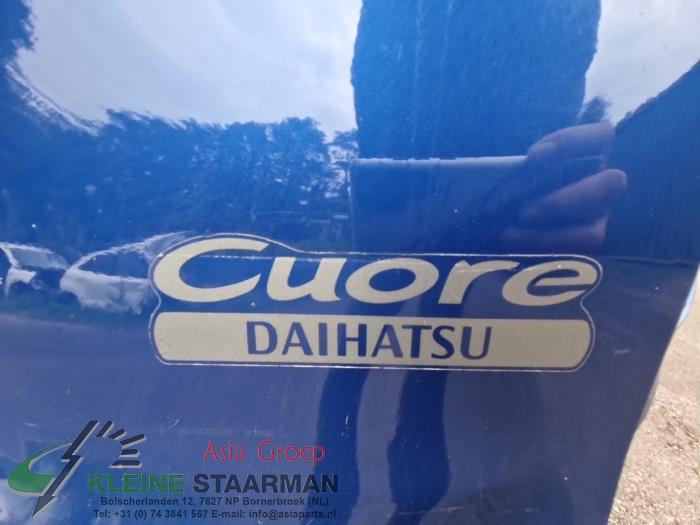 Cuore
DAIHATSU
Asia Groep
KLEINE STAARMAN
Bolscherlanden 12, 7627 NP Bornerbroek (NL)
Tel: +31 (0) 74 3841 567 E-mail: info@asiaparts.nl